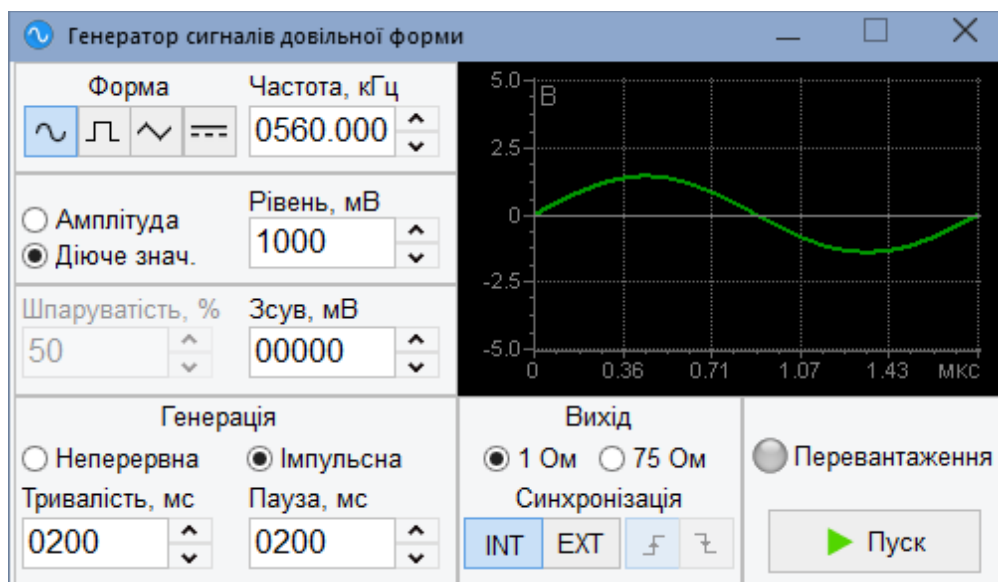 Генератор сигналів довільної форми
Форма
Частота, кГц
0560.000
Амплітуда
Діюче знач.
Рівень, мВ
1000
Шпаруватість, %
50
Зсув, мВ
00000
5.0
В
2.5
0
-2.5
-5.0
0 0.36 0.71 1.07 1.43 мкс
Генерація
Неперервна Імпульсна
Тривалість, мс Пауза, мс
0200 0200
Вихід
1 Ом 75 Ом
Синхронізація
INT EXT
Перевантаження
Пуск